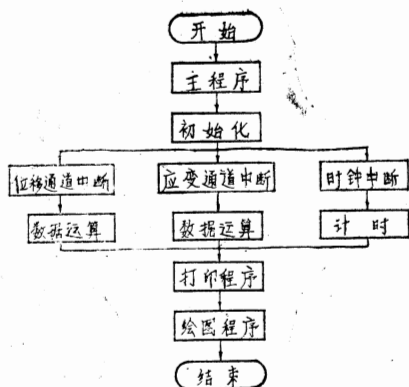 开始
主程序
初始化
位移通道中断 应变通道中断 时钟中断
数据运算 数据运算 计时
打印程序
绘图程序
结束